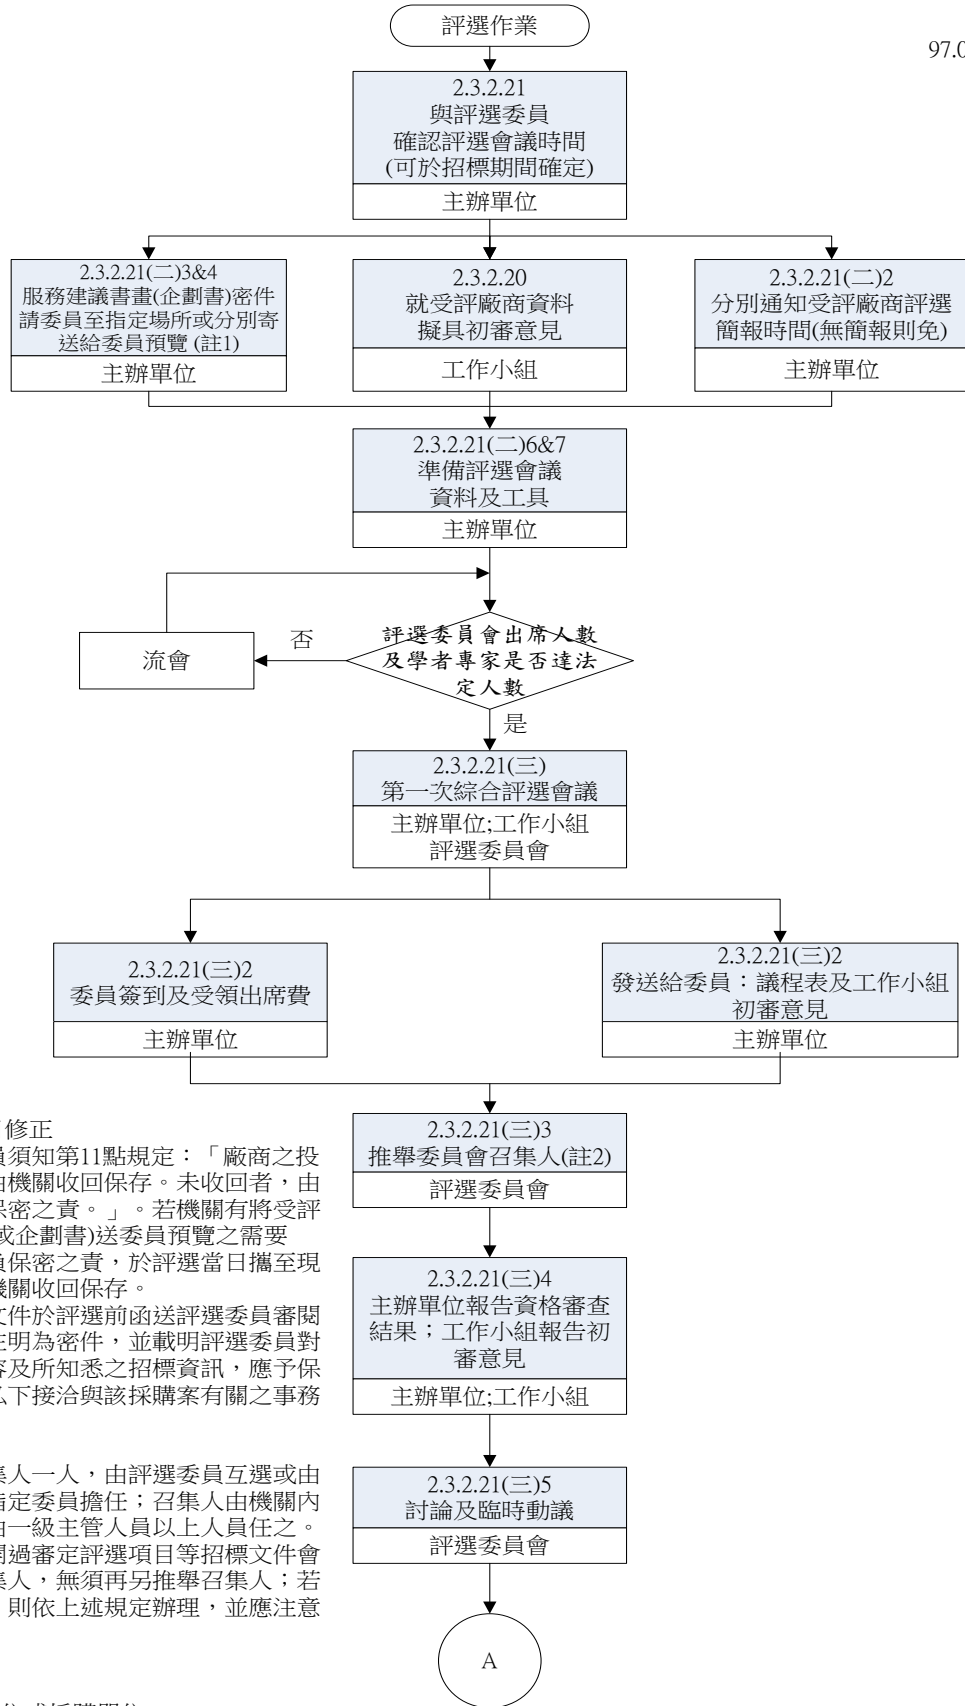 評選作業
97.0
2.3.2.21
與評選委員
確認評選會議時間
(可於招標期間確定)
主辦單位
2.3.2.21(二)3&4
服務建議書畫(企劃書)密件
請委員至指定場所或分別寄
送給委員預覽 (註1)
主辦單位
2.3.2.20
就受評廠商資料
擬具初審意見
工作小組
2.3.2.21(二)2
分別通知受評廠商評選
簡報時間(無簡報則免)
主辦單位
2.3.2.21(二)6&7
準備評選會議
資料及工具
主辦單位
評選委員會出席人數
及學者專家是否達法
定人數
否
流會
是
2.3.2.21(三)
第一次綜合評選會議
主辦單位;工作小組
評選委員會
2.3.2.21(三)2
委員簽到及受領出席費
主辦單位
2.3.2.21(三)2
發送給委員：議程表及工作小組
初審意見
主辦單位
2.3.2.21(三)3
推舉委員會召集人(註2)
評選委員會
2.3.2.21(三)4
主辦單位報告資格審查
結果；工作小組報告初
審意見
主辦單位;工作小組
2.3.2.21(三)5
討論及臨時動議
評選委員會
A
修正
員須知第11點規定：「廠商之投
由機關收回保存。未收回者，由
保密之責。」。若機關有將受評
或企劃書)送委員預覽之需要
負保密之責，於評選當日攜至現
機關收回保存。
文件於評選前函送評選委員審閱
註明為密件，並載明評選委員對
容及所知悉之招標資訊，應予保
私下接洽與該採購案有關之事務
集人一人，由評選委員互選或由
指定委員擔任；召集人由機關內
由一級主管人員以上人員任之。
開過審定評選項目等招標文件會
集人，無須再另推舉召集人；若
則依上述規定辦理，並應注意